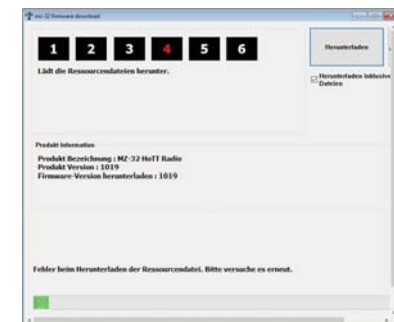 mz-32 firmware download
1 2 3 4 5 6
Herunterladen
Lädt die Ressourcendateien herunter.
Herunterladen inklusive
Dateien
Produkt Information
Produkt Bezeichnung : MZ-32 HoTT Radio
Produkt Version : 1019
Firmware-Version herunterladen : 1019
Fehler beim Herunterladen der Ressourcendatei. Bitte versuche es erneut.